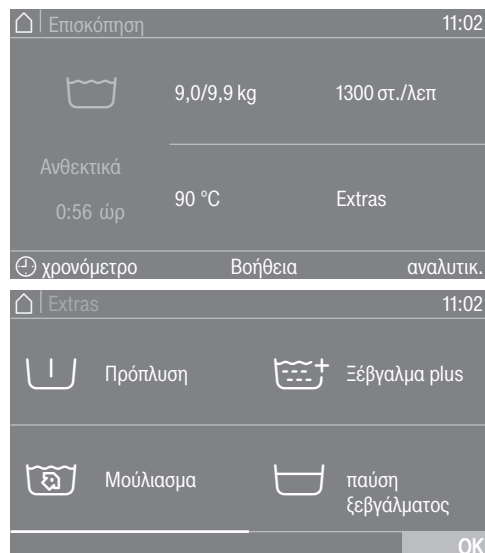 Επισκόπηση 11:02
9,0/9,9 kg 1300 στ./λεπ
Ανθεκτικά
0:56 ώρ
90 °C Extras
χρονόμετρο Βοήθεια αναλυτικ.
Extras 11:02
Πρόπλυση Ξέβγαλμα plus
Μούλιασμα παύση
ξεβγάλματος
OK